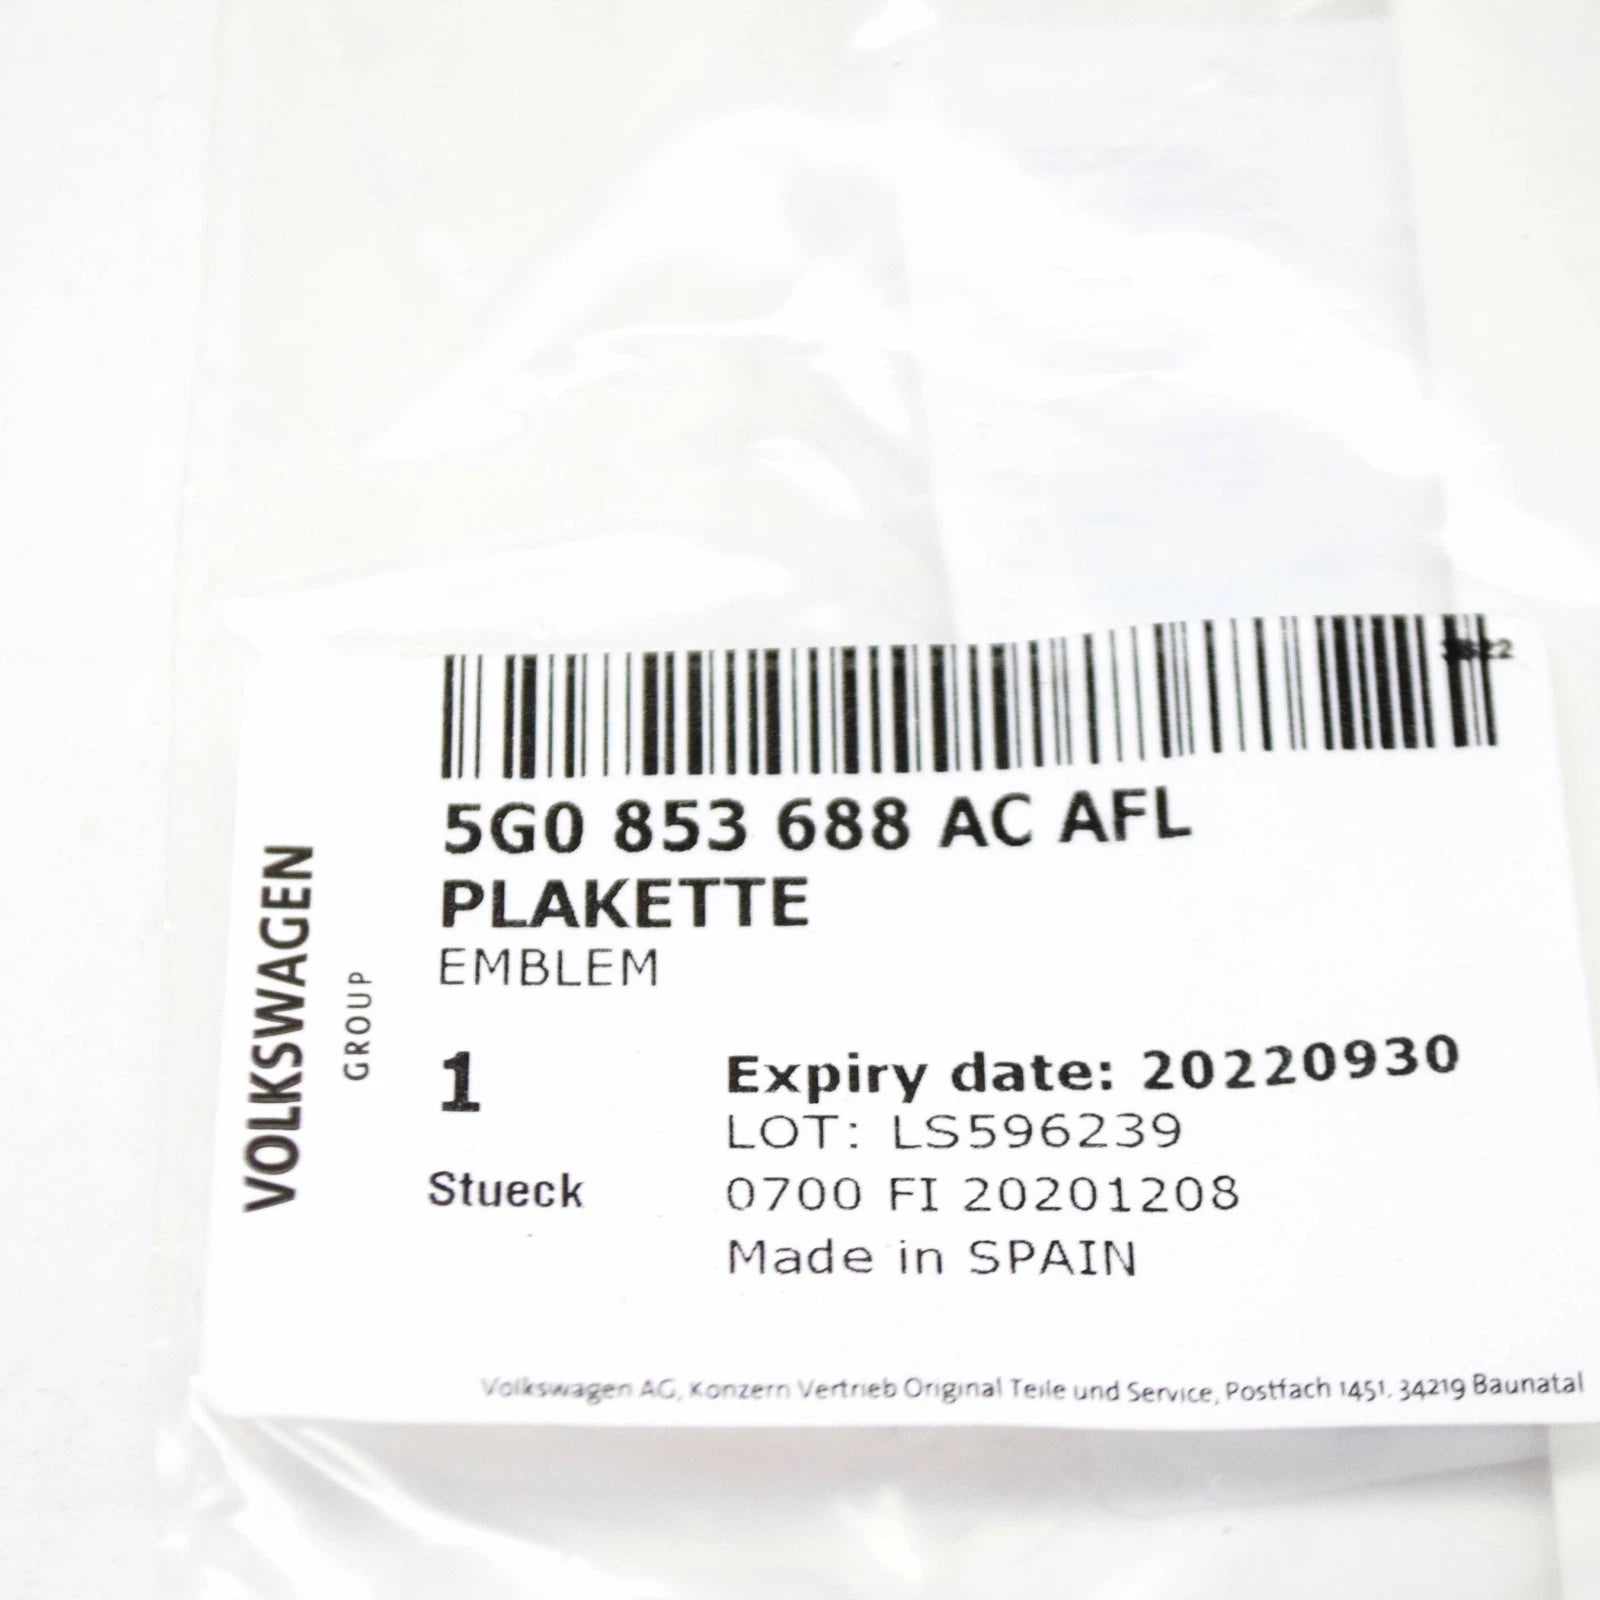 5G0 853 688 AC AFL
PLAKETTE
EMBLEM
VOLKSWAGEN
GROUP
1
Stueck
Expiry date: 20220930
LOT: LS596239
0700 FI 20201208
Made in SPAIN
Volkswagen AG, Konzern Vertrieb Original Teile und Service, Postfach 1451. 34219 Baunatal